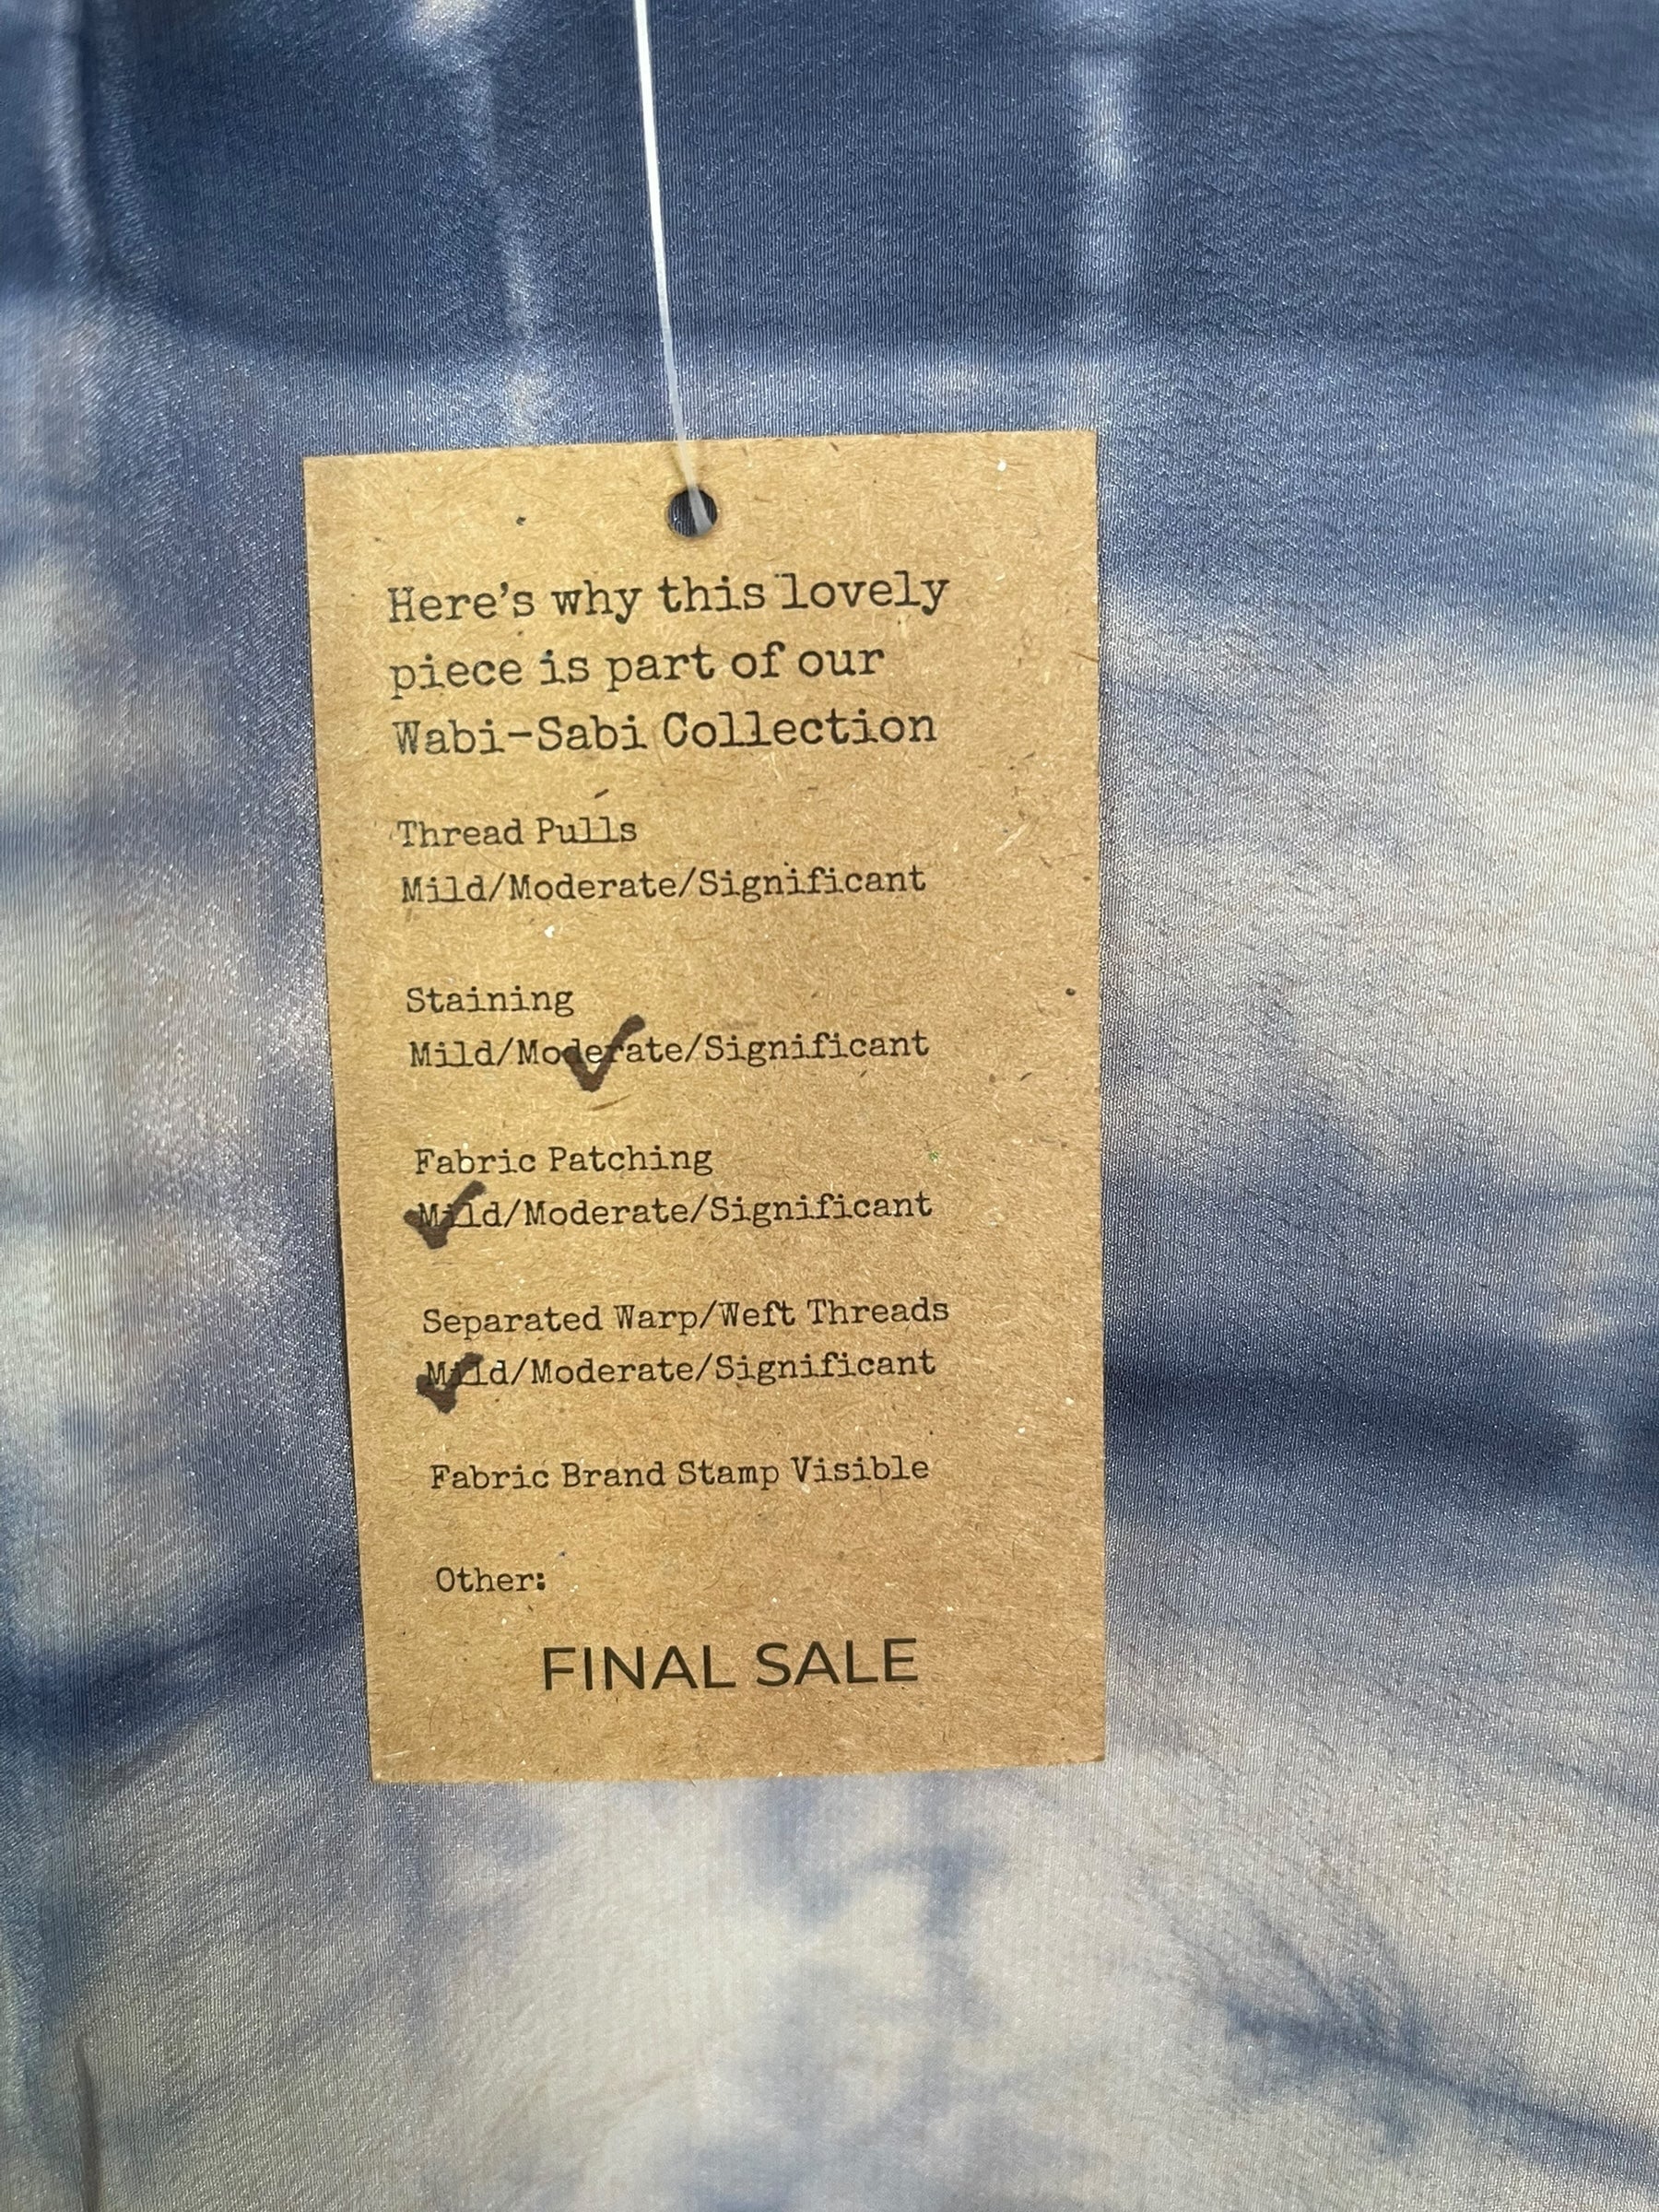 Here's why this lovely
piece is part of our
Wabi-Sabi Collection
Thread Pulls
Mild/Moderate/Significant
Staining
Mild/Moderate/Significant
Fabric Patching
Mild/Moderate/Significant
Separated Warp/Weft Threads
Mild/Moderate/Significant
Fabric Brand Stamp Visible
Other:
FINAL SALE